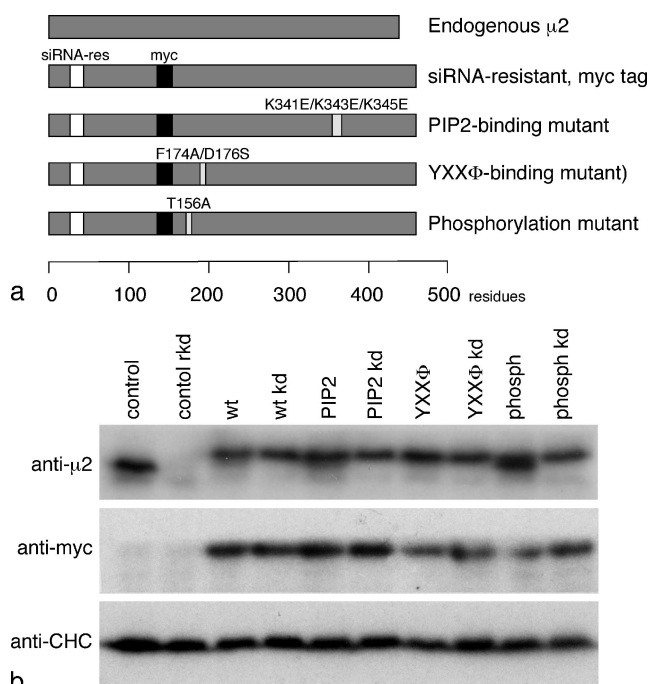 Endogenous μ2
siRNA-res myc
siRNA-resistant, myc tag
K341E/K343E/K345E
PIP2-binding mutant
F174A/D176S
YXXΦ-binding mutant)
T156A
Phosphorylation mutant
a 0 100 200 300 400 500 residues
control contol rkd wt wt kd PIP2 PIP2 kd YXXΦ YXXΦ kd phosph phosph kd
anti-μ2
anti-myc
anti-CHC
b